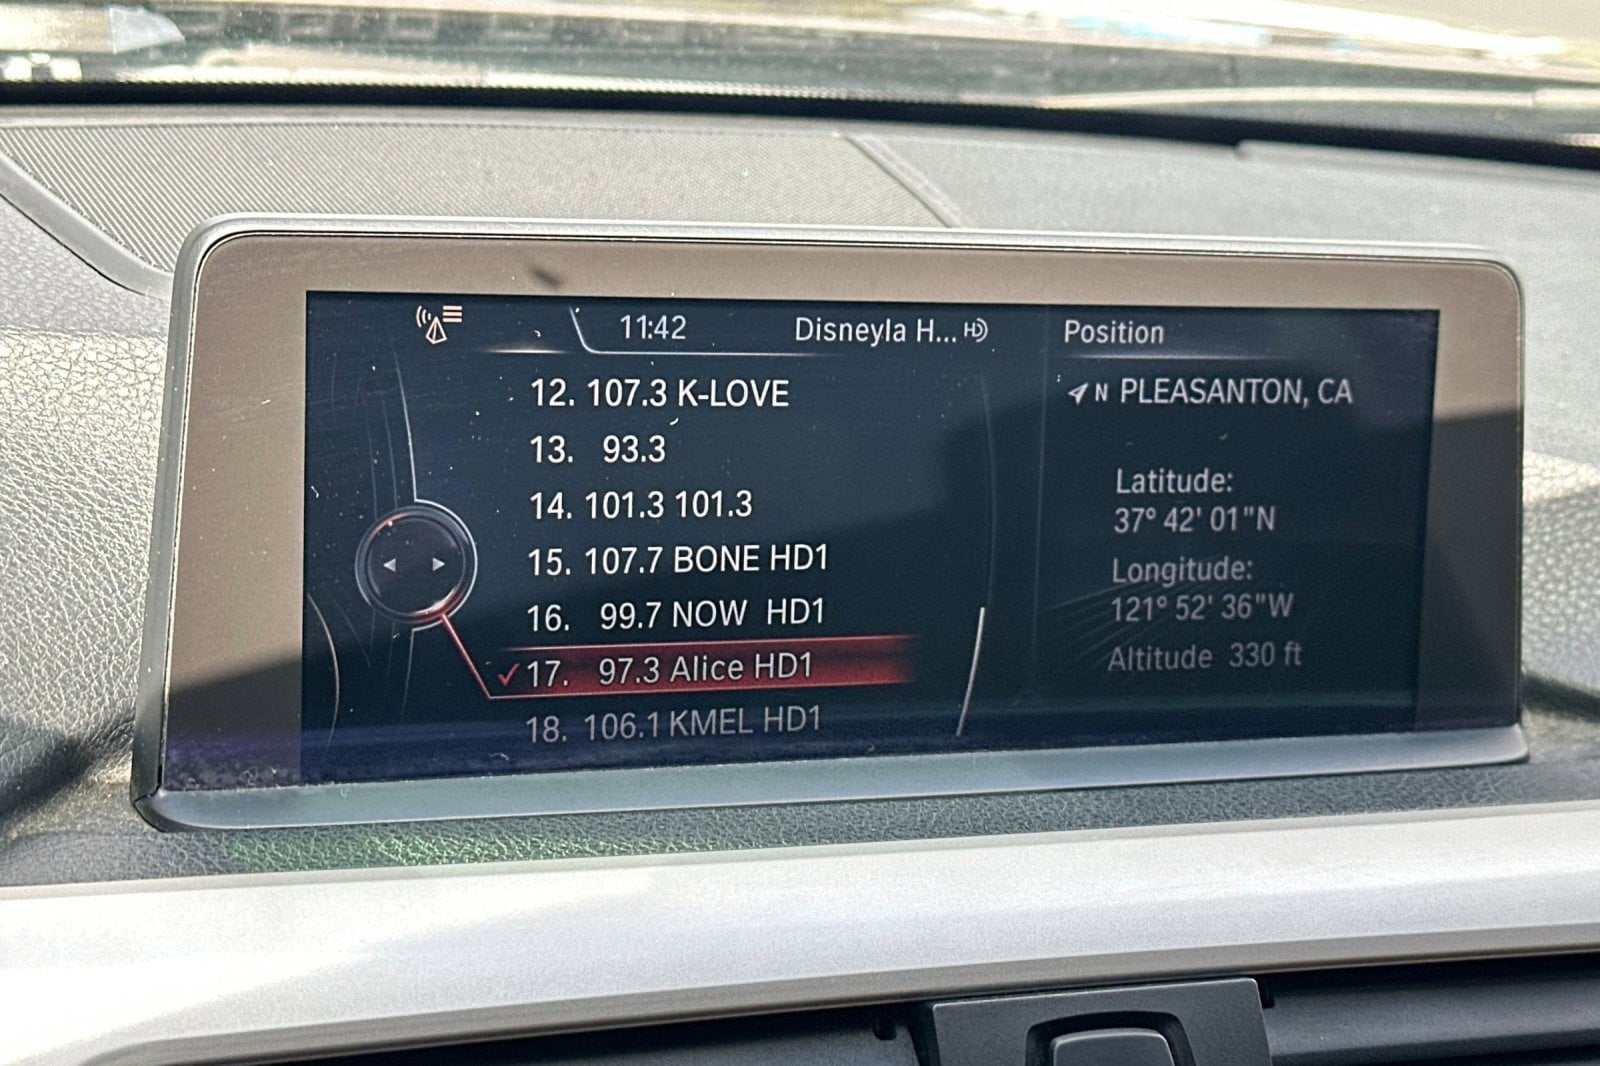 11:42 Disneyla H... HD Position
12. 107.3 K-LOVE
13. 93.3
14. 101.3 101.3
15. 107.7 BONE HD1
16. 99.7 NOW HD1
✓17. 97.3 Alice HD1
18. 106.1 KMEL HD1
N PLEASANTON, CA
Latitude:
37° 42' 01"N
Longitude:
121° 52' 36"W
Altitude 330 ft